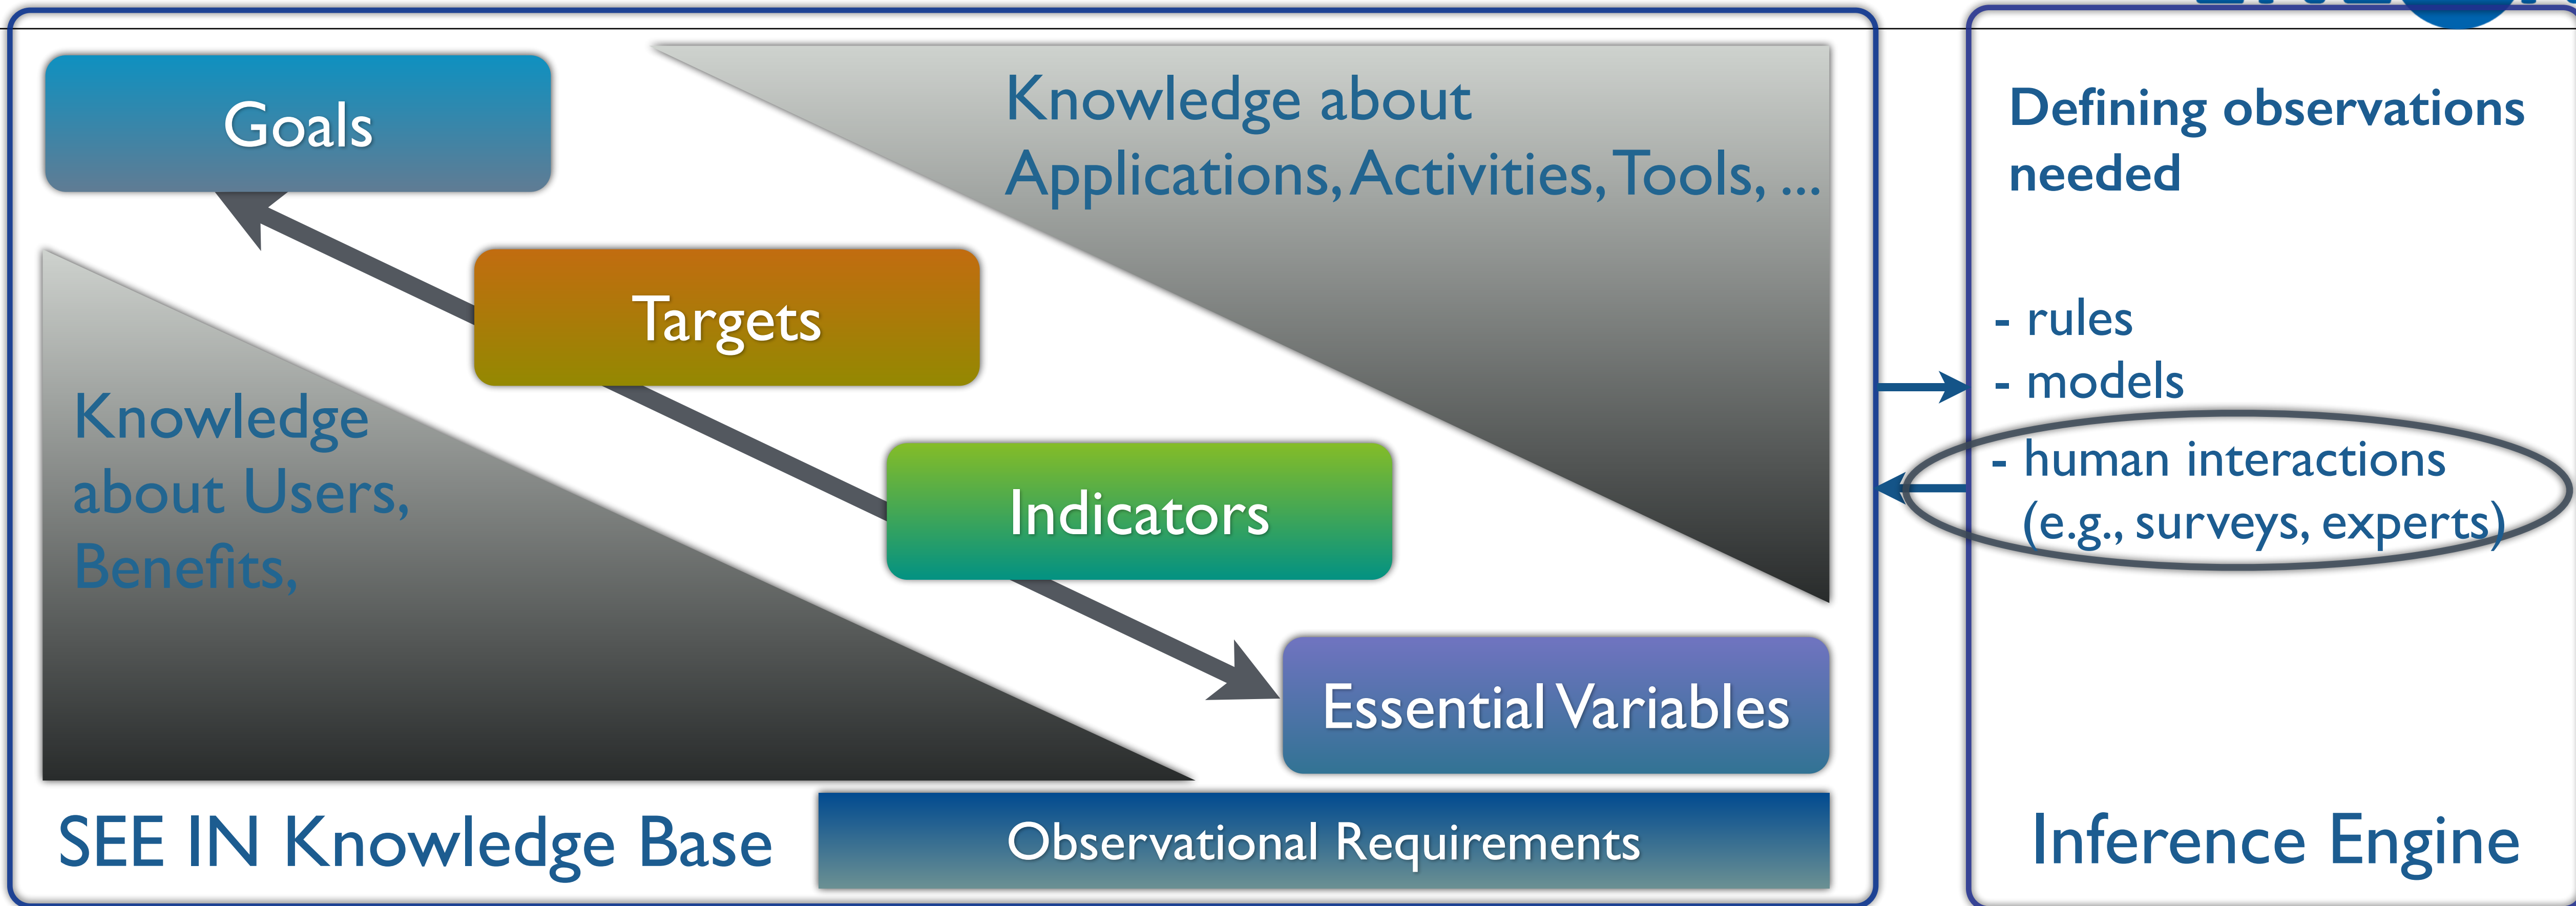 Goals
Knowledge about
Applications, Activities, Tools, ...
Targets
Knowledge
about Users,
Benefits,
Indicators
Essential Variables
SEE IN Knowledge Base
Observational Requirements
Defining observations
needed
- rules
- models
- human interactions
(e.g., surveys, experts)
Inference Engine